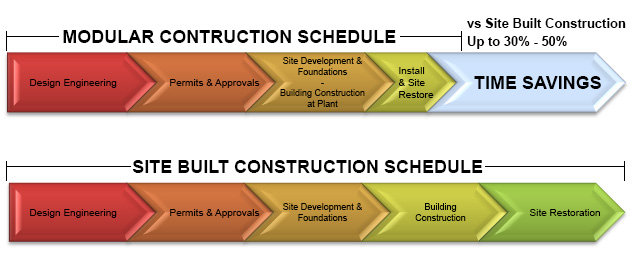 MODULAR CONTRUCTION SCHEDULE
vs Site Built Construction
Up to 30% - 50%
Design Engineering
Permits & Approvals
Site Development &
Foundations
-
Building Construction
at Plant
Install
& Site
Restore
TIME SAVINGS
SITE BUILT CONSTRUCTION SCHEDULE
Design Engineering
Permits & Approvals
Site Development &
Foundations
Building
Construction
Site Restoration